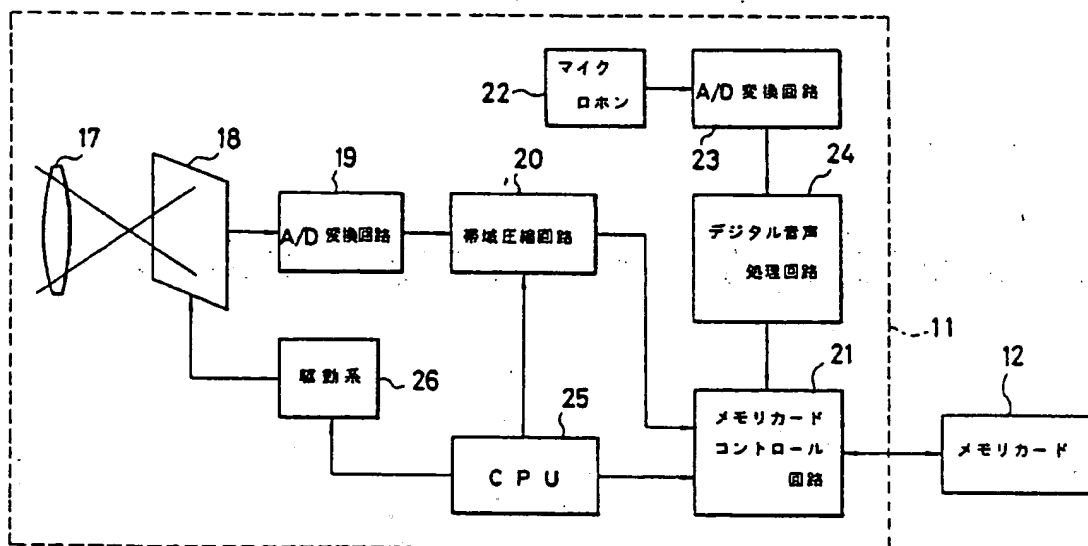 マイク
ロホン
22
A/D 変換回路
23
17
18
19
A/D 変換回路
20
帯域圧縮回路
24
デジタル音声
処理回路
11
駆動系
26
25
CPU
21
メモリカード
コントロール
回路
12
メモリカード